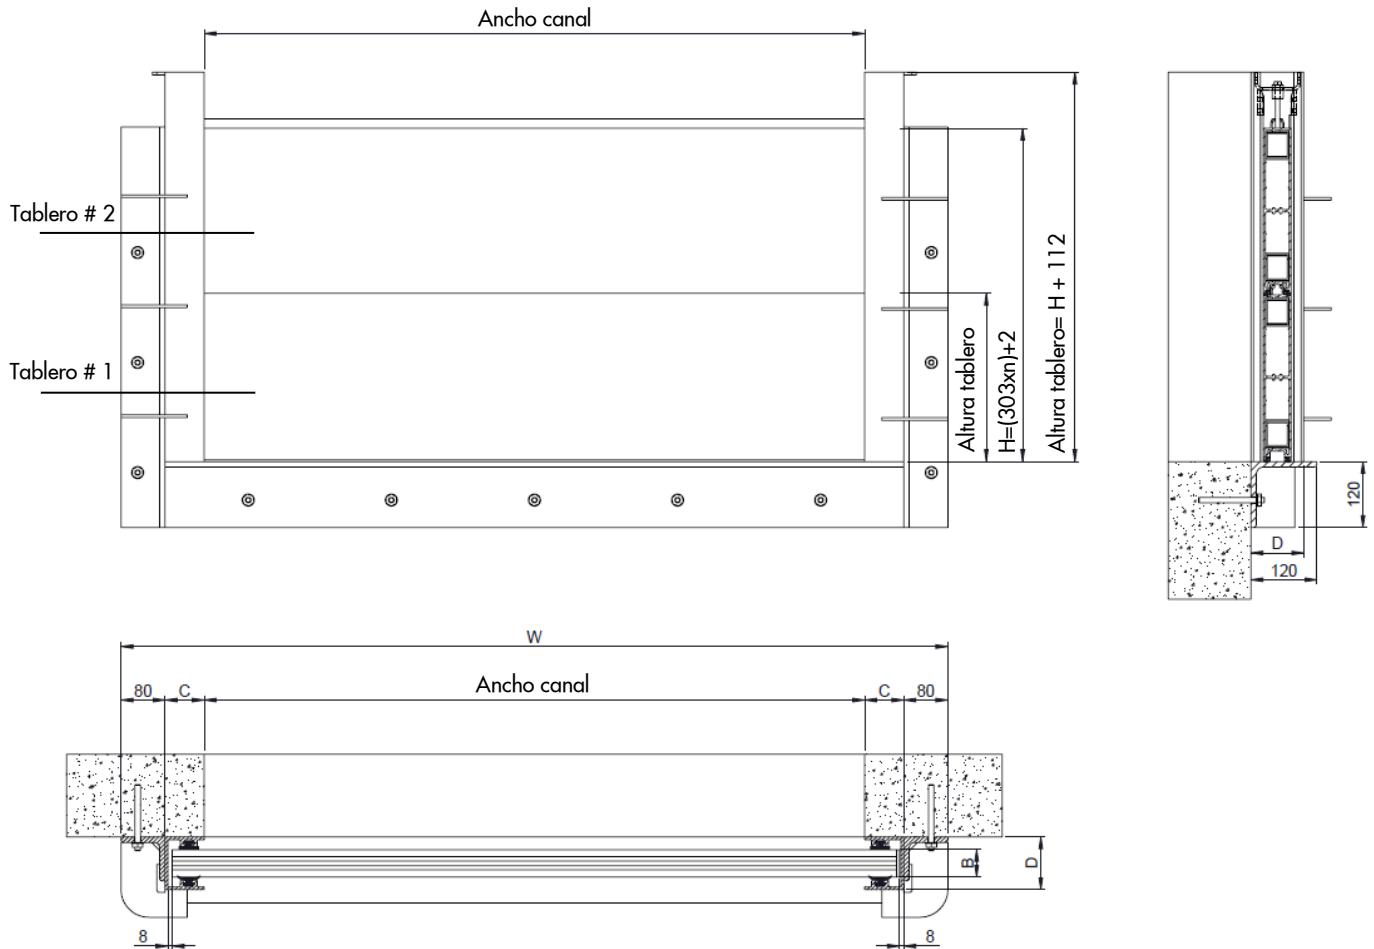 Ancho canal
Tablero # 2
Tablero # 1
Altura tablero
H=(303xn)+2
Altura tablero= H + 112
120
D
120
W
80
C
Ancho canal
C
80
B
D
8
8